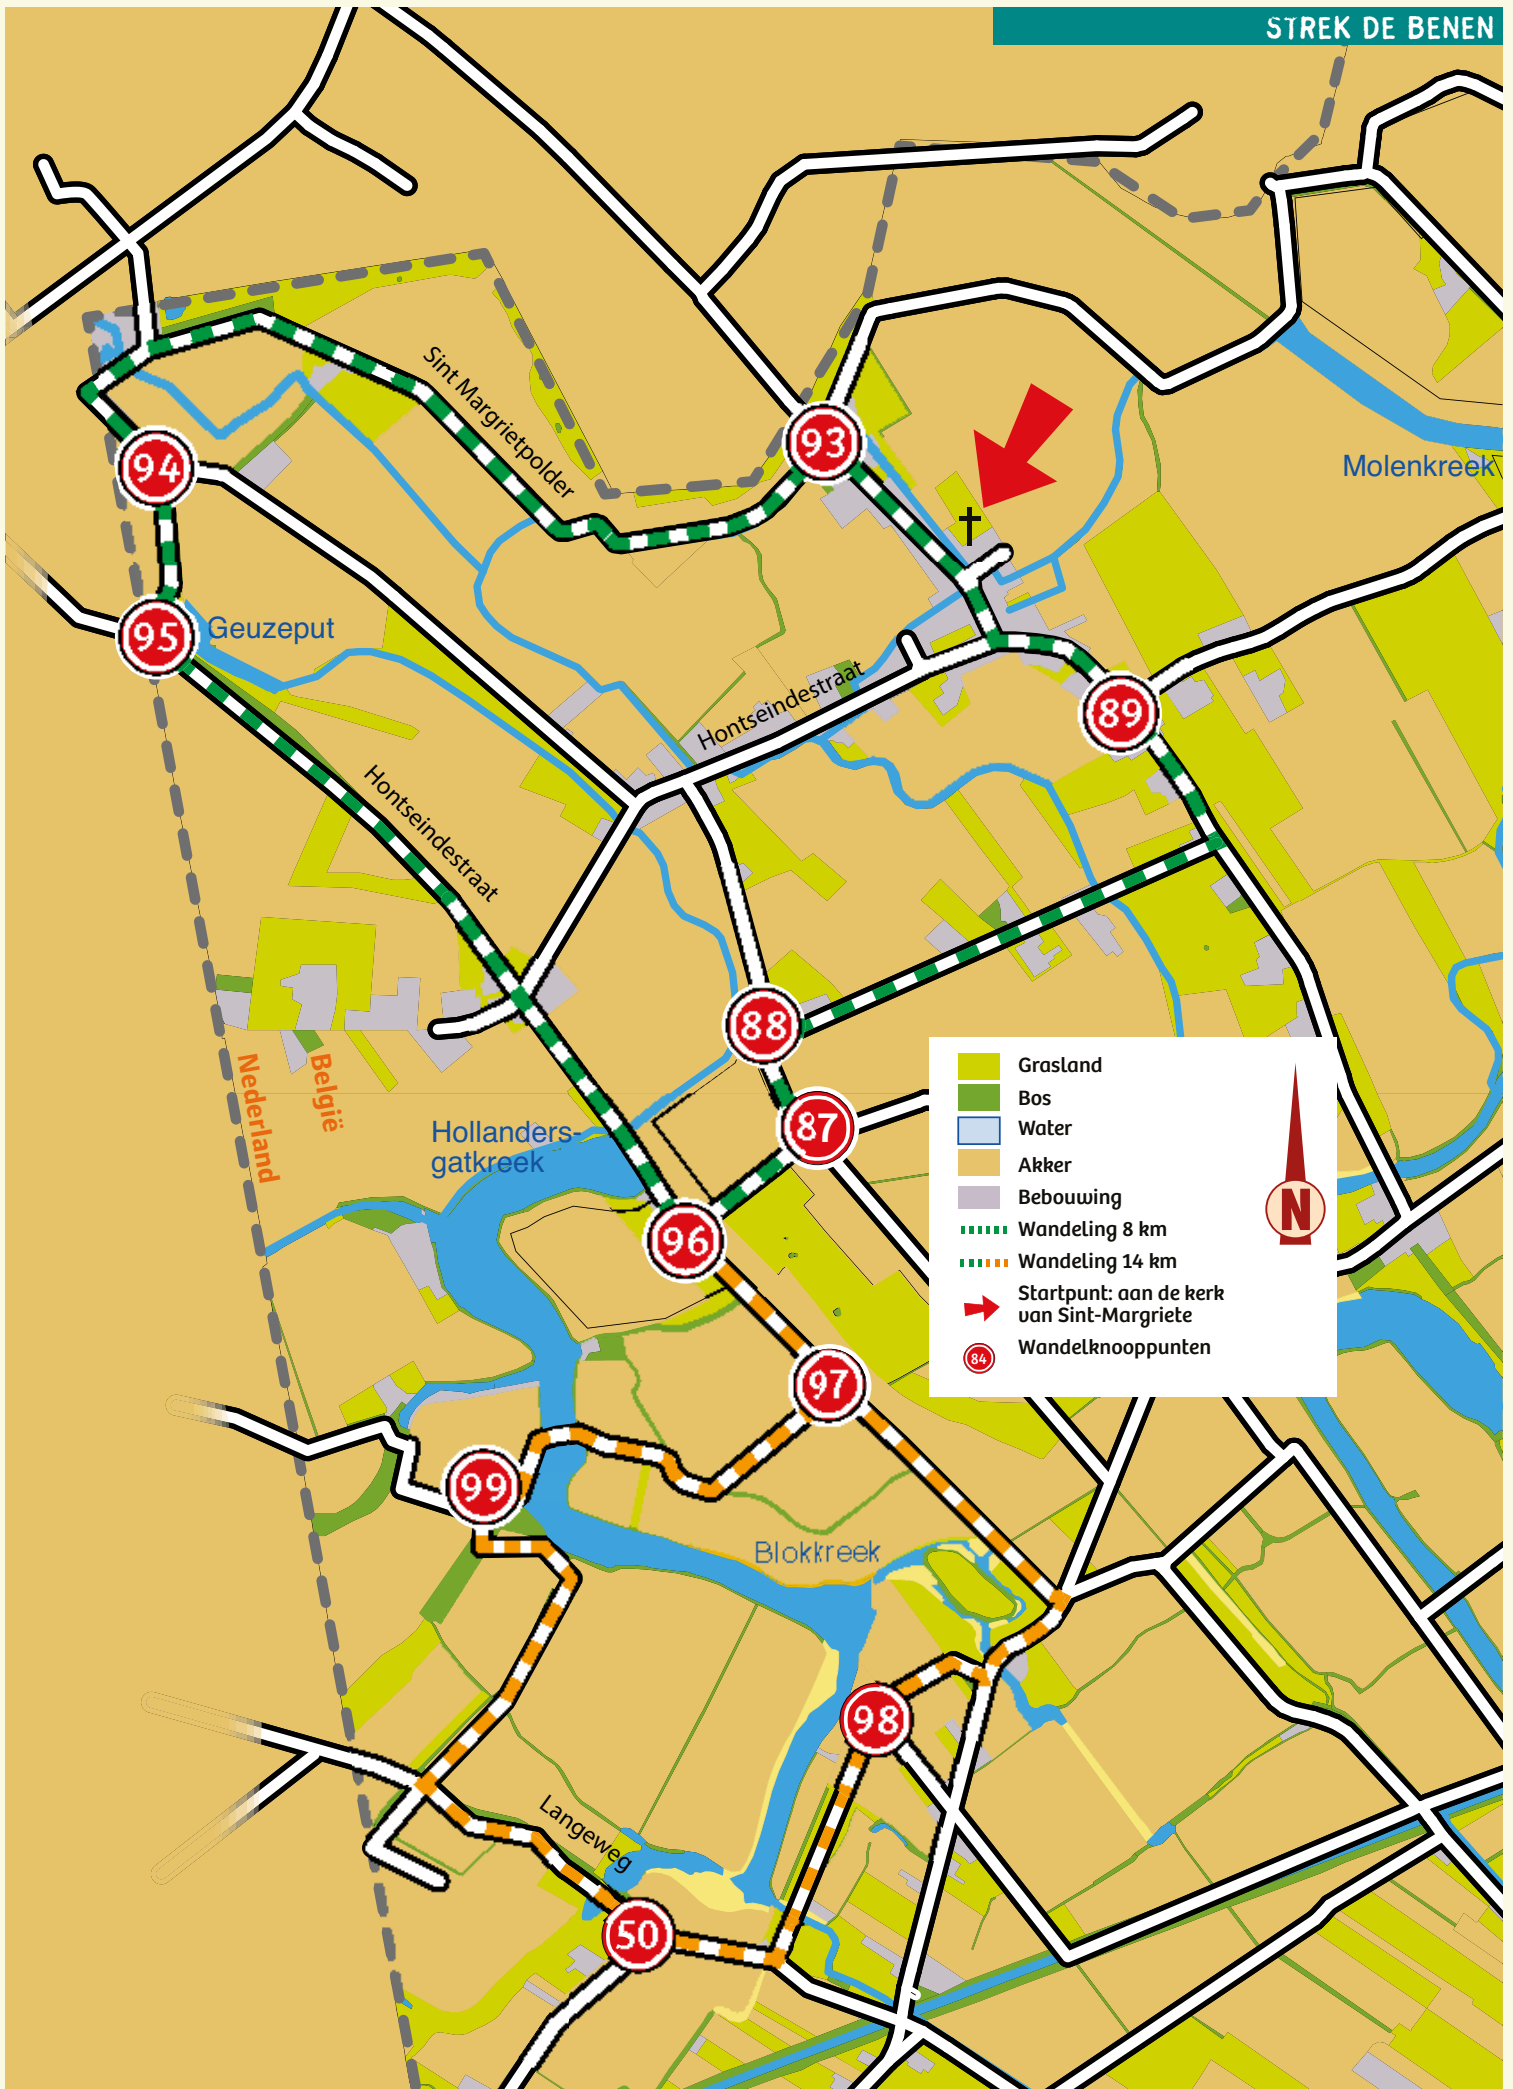 STREK DE BENEN
Sint Margrietpolder
93
Molenkreek
94
95
Geuzeput
Hontseindestraat
89
Hontseindestraat
88
87
Nederland
België
Hollanders-
gatkreek
96
97
99
Blokkreek
98
Langeweg
50
Grasland
Bos
Water
Akker
Bebouwing
Wandeling 8 km
Wandeling 14 km
Startpunt: aan de kerk
van Sint-Margriete
84
Wandelknooppunten
N